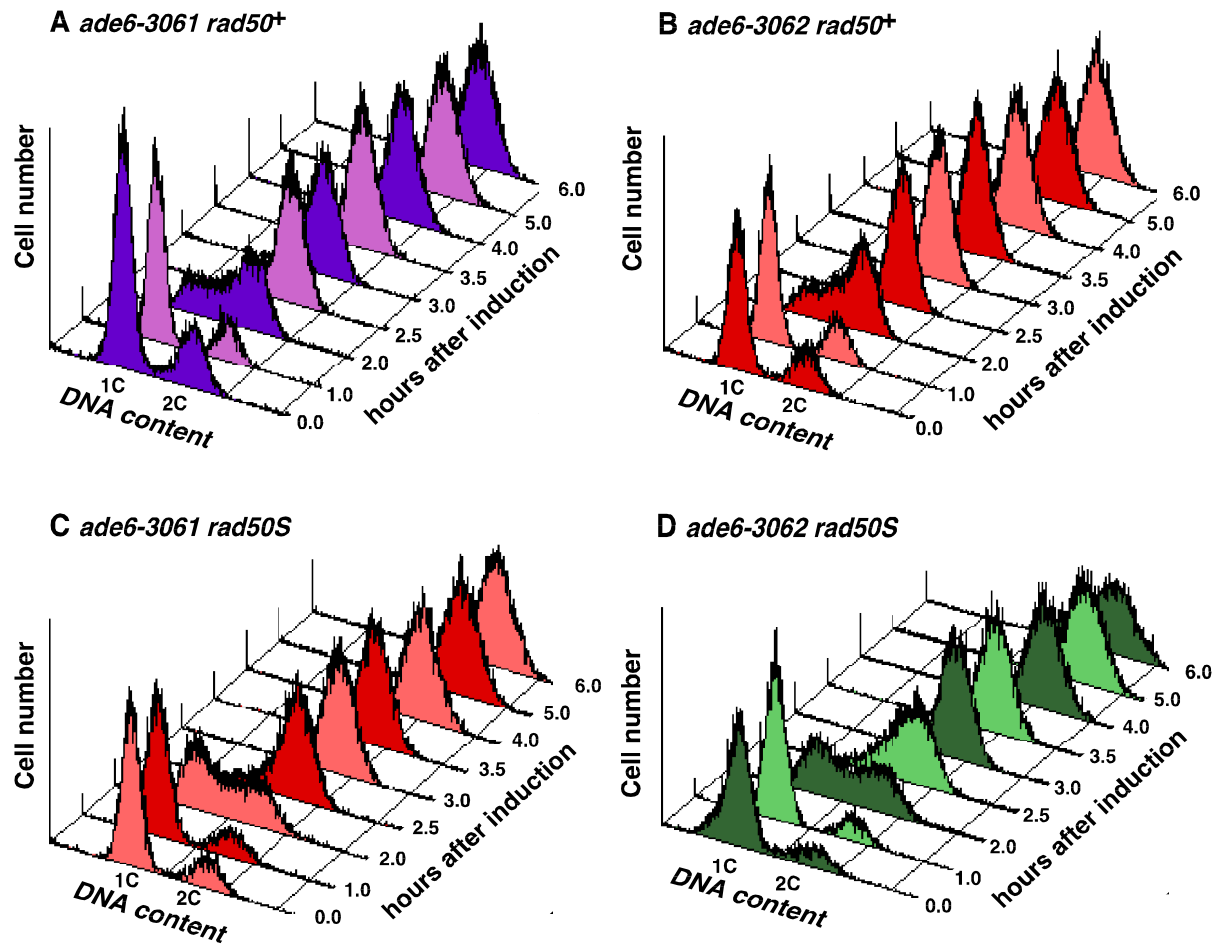 A ade6-3061 rad50+
Cell number
1C
2C
DNA content
0.0
1.0
2.0
2.5
3.0
3.5
4.0
5.0
6.0
hours after induction
B ade6-3062 rad50+
Cell number
1C
2C
DNA content
0.0
1.0
2.0
2.5
3.0
3.5
4.0
5.0
6.0
hours after induction
C ade6-3061 rad50S
Cell number
1C
2C
DNA content
0.0
1.0
2.0
2.5
3.0
3.5
4.0
5.0
6.0
hours after induction
D ade6-3062 rad50S
Cell number
1C
2C
DNA content
0.0
1.0
2.0
2.5
3.0
3.5
4.0
5.0
6.0
hours after induction